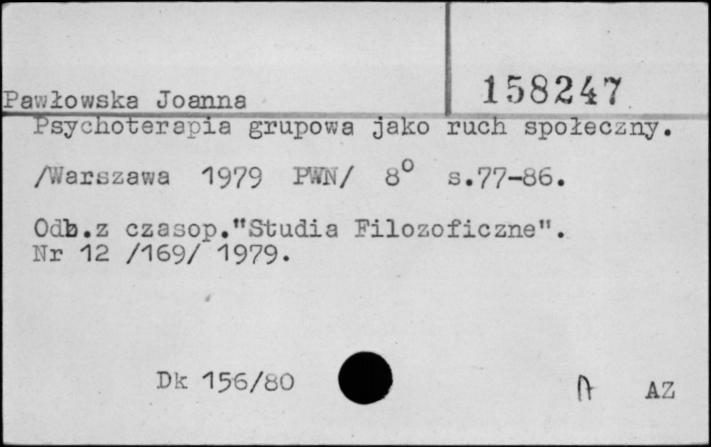 158247
Pawłowska Joanna
Psychoterapia grupowa jako ruch społeczny.
/Warszawa 1979 PWN/ 8° s.77-86.
Odb.z czasop."Studia Filozoficzne".
Nr 12 /169/ 1979.
Dk 156/80
AZ